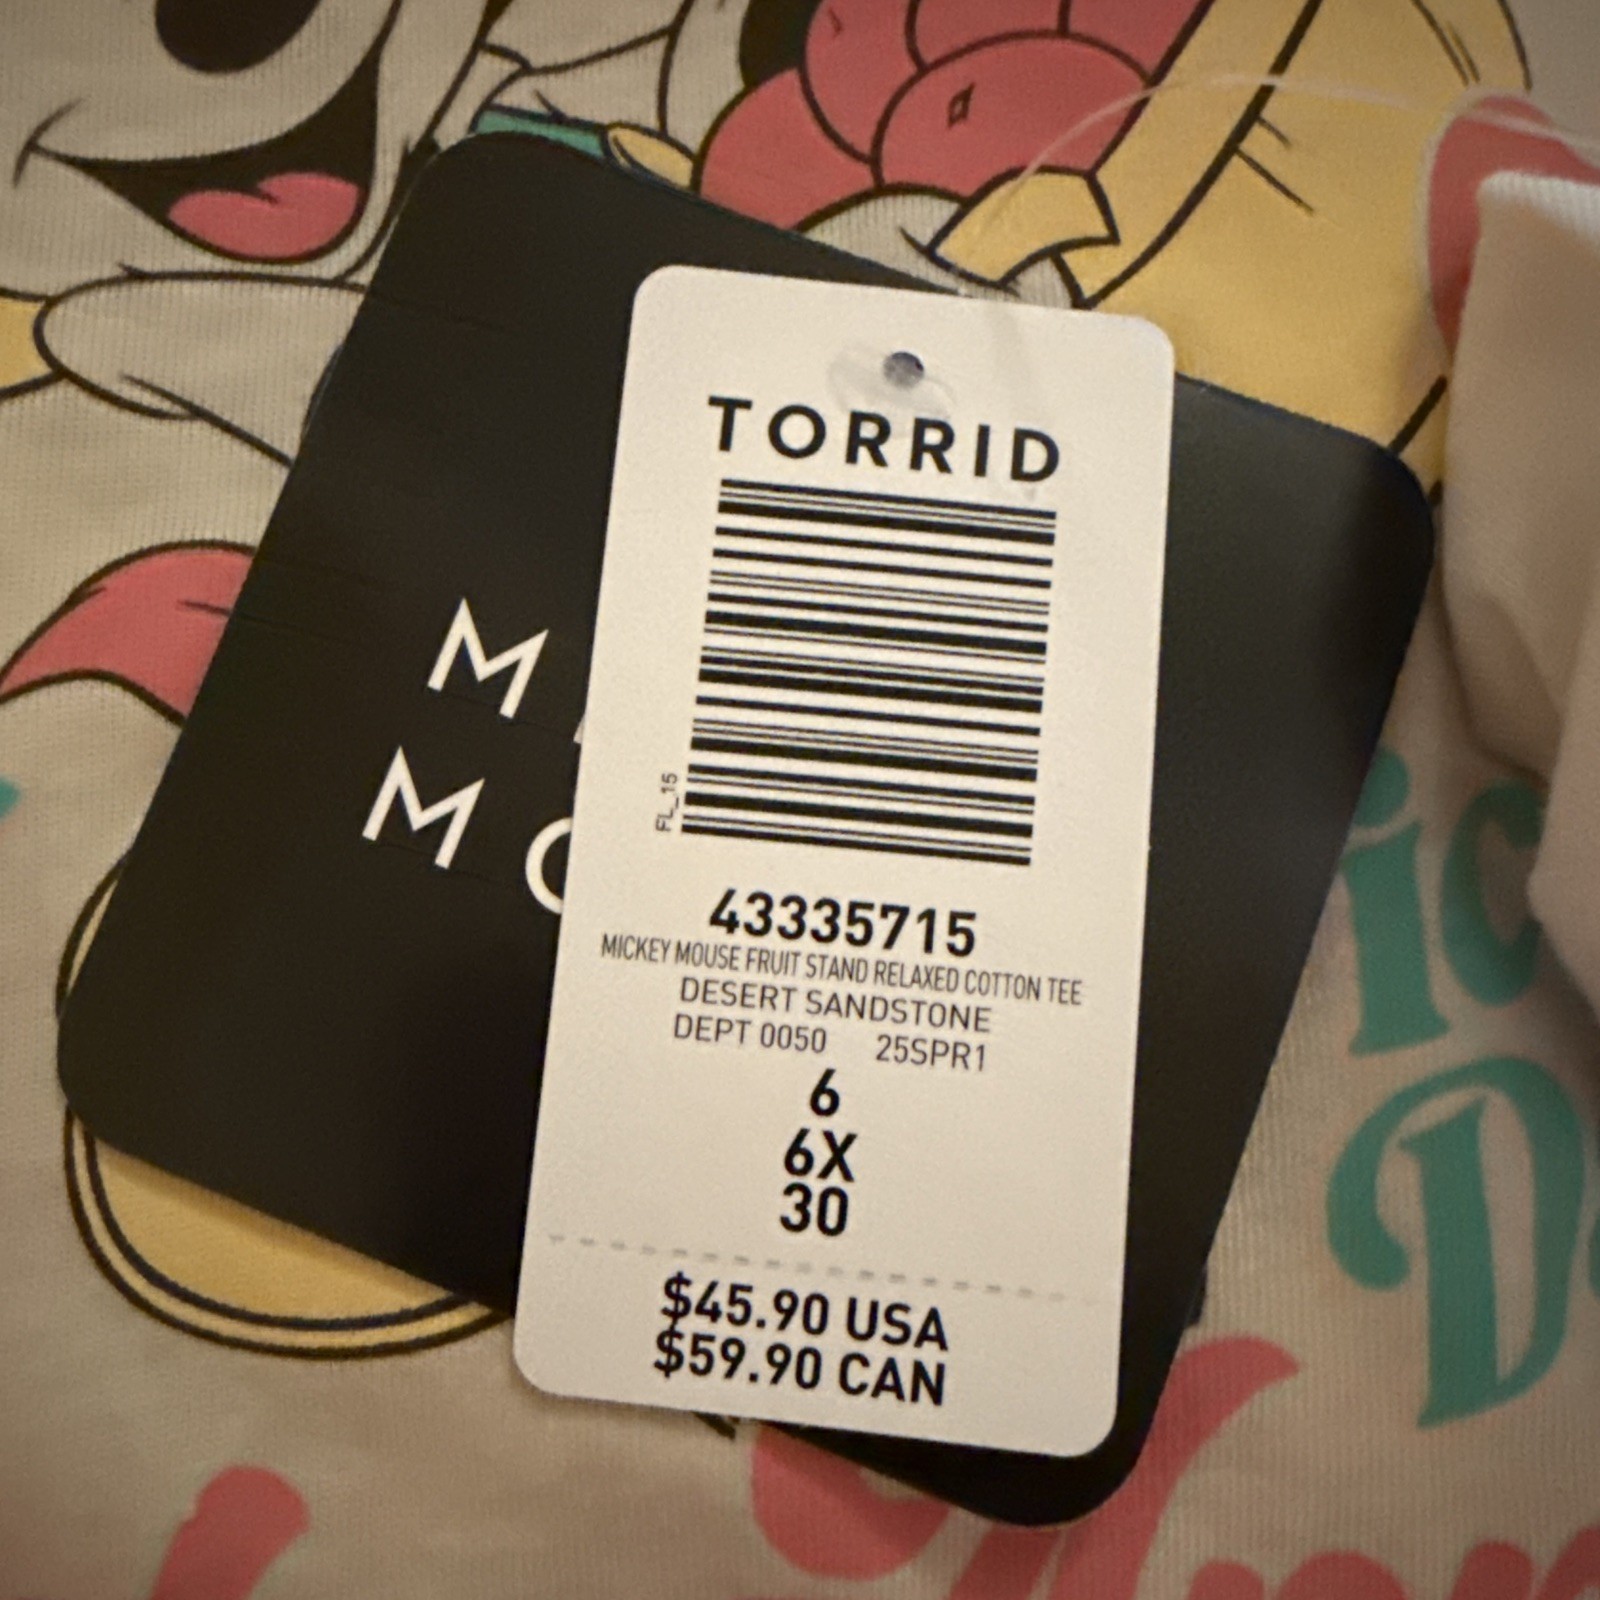 TORRID
FL_15
43335715
MICKEY MOUSE FRUIT STAND RELAXED COTTON TEE
DESERT SANDSTONE
DEPT 0050 25SPR1
6
6X
30
$45.90 USA
$59.90 CAN